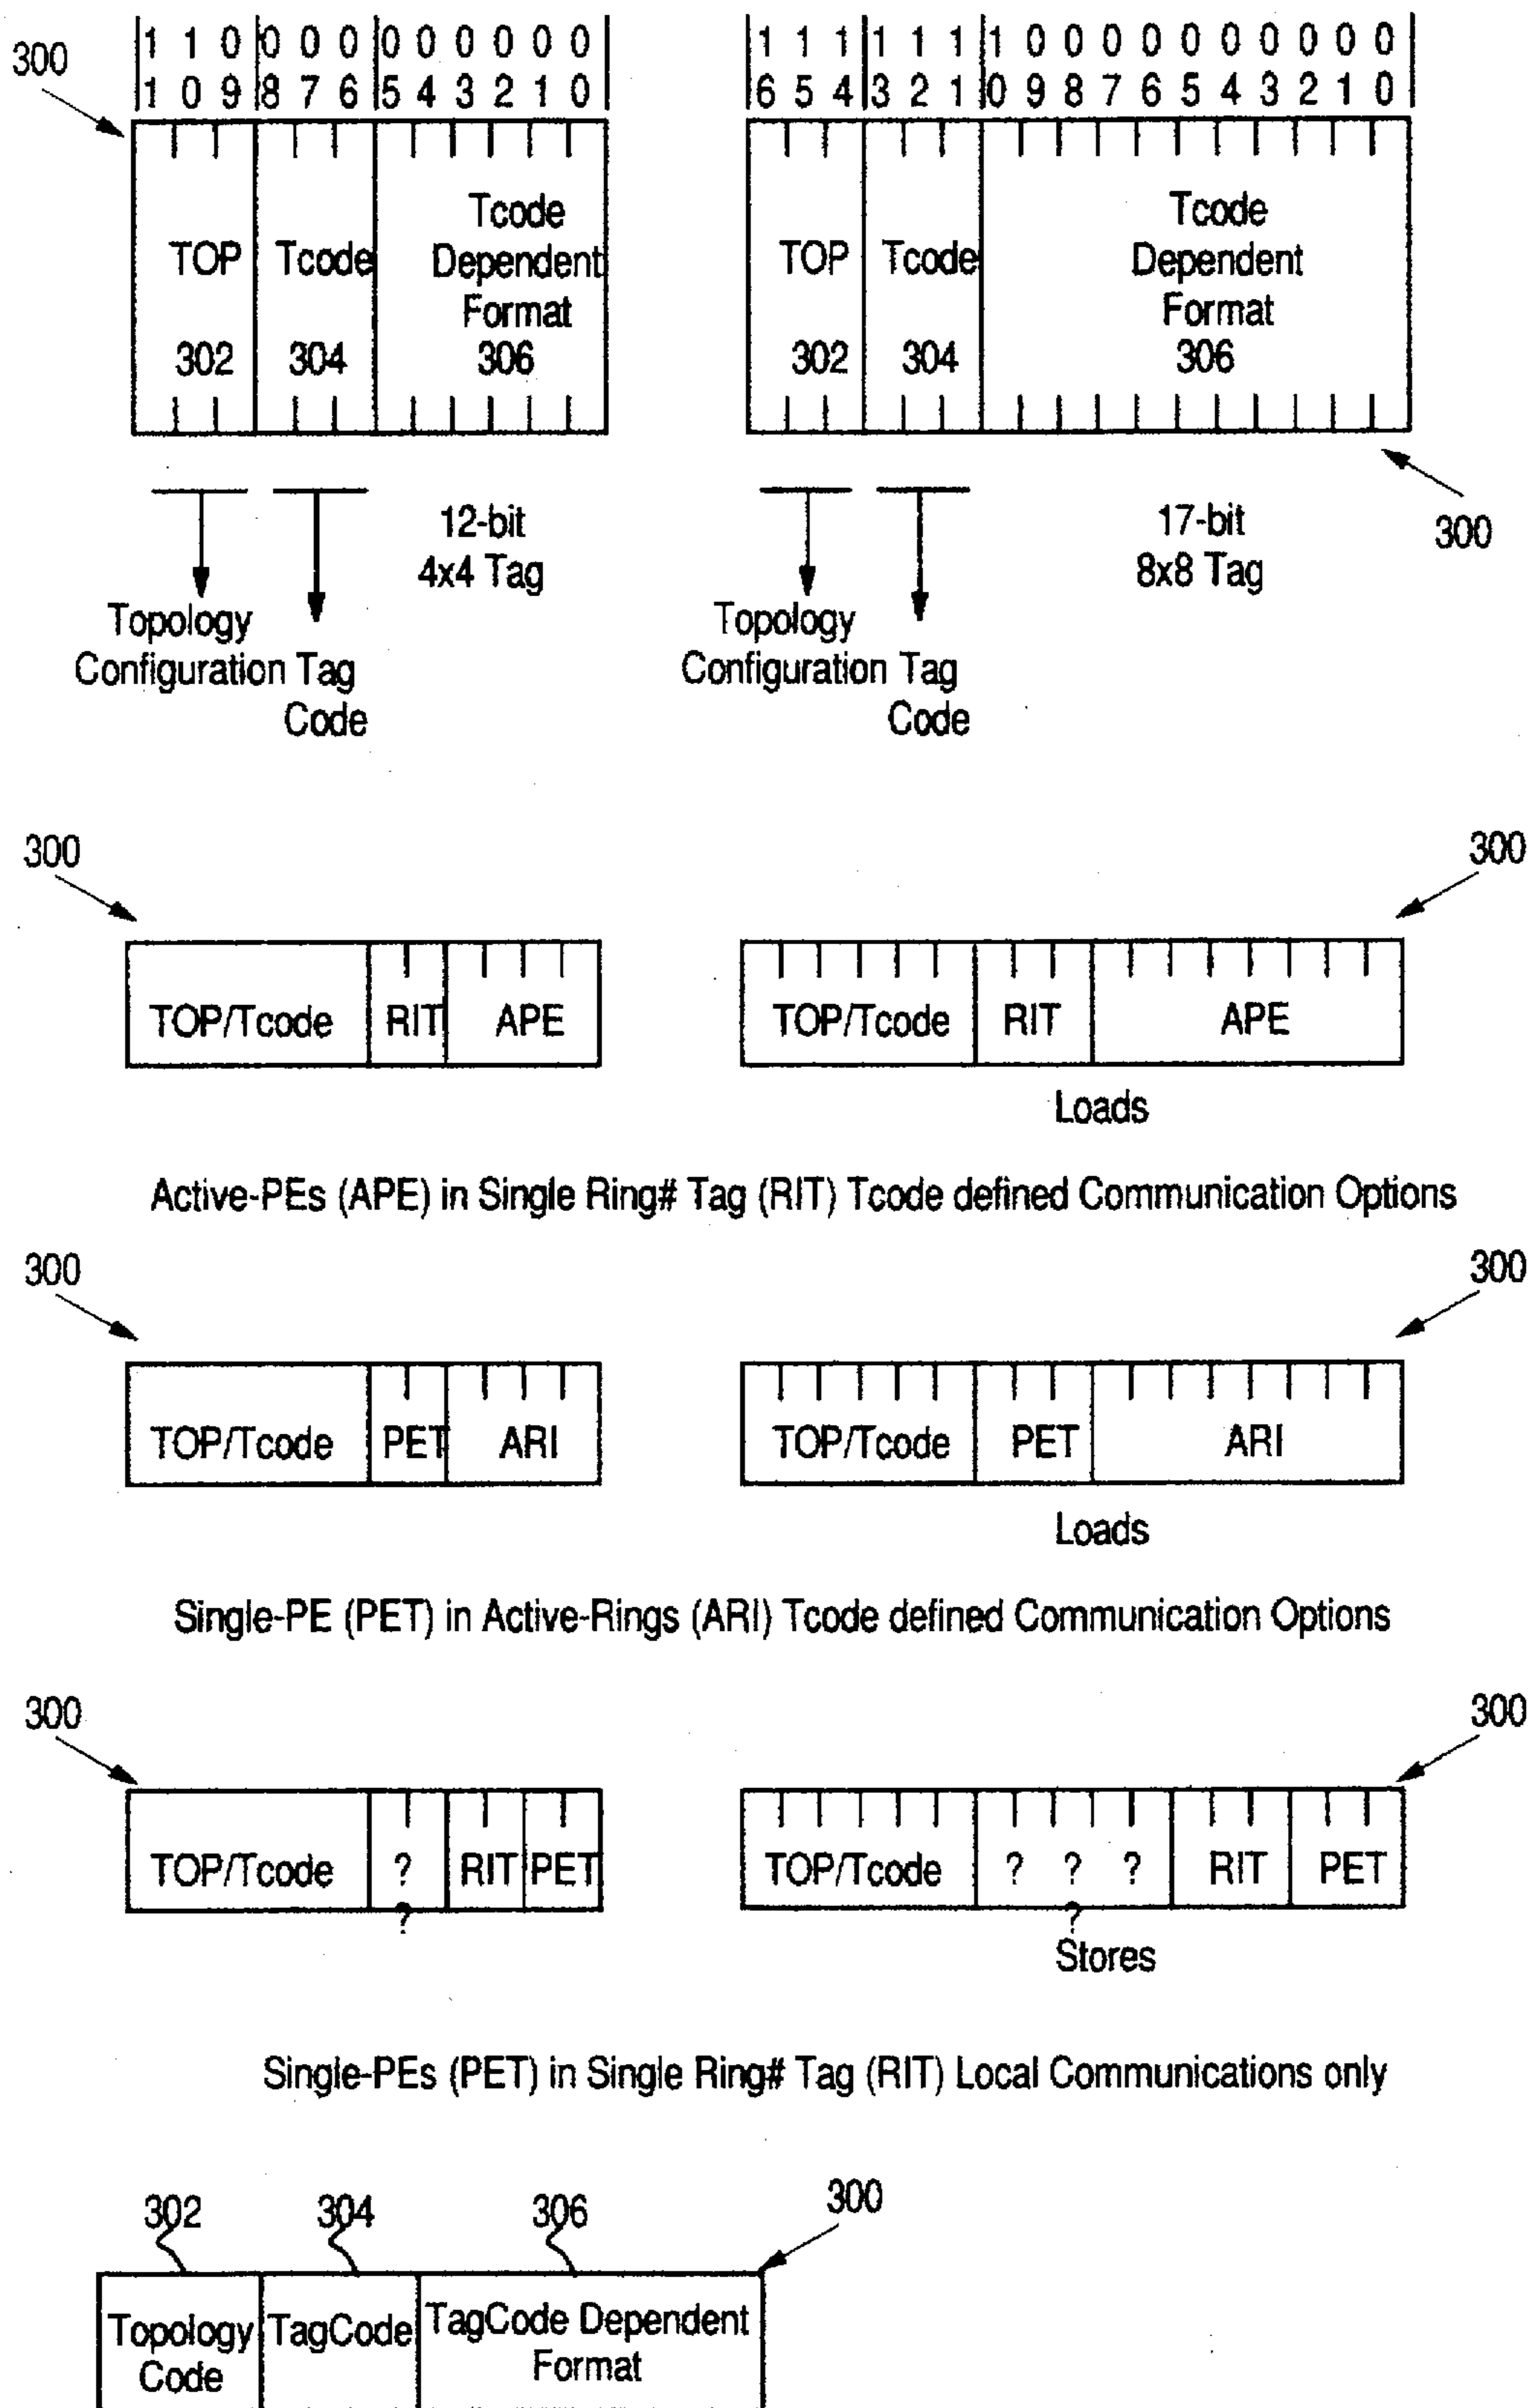 1 1 0 0 0 0 0 0 0 0 0 0
1 0 9 8 7 6 5 4 3 2 1 0
1 1 1 1 1 1 1 0 0 0 0 0 0 0 0 0 0
6 5 4 3 2 1 0 9 8 7 6 5 4 3 2 1 0
300
TOP
302
Tcode
304
Tcode
Dependent
Format
306
TOP
302
Tcode
304
Tcode
Dependent
Format
306
300
12-bit
4x4 Tag
Topology
Configuration
Tag
Code
17-bit
8x8 Tag
Topology
Configuration
Tag
Code
300
300
TOP/Tcode RIT APE
TOP/Tcode RIT APE
Loads
Active-PEs (APE) in Single Ring# Tag (RIT) Tcode defined Communication Options
300
300
TOP/Tcode PET ARI
TOP/Tcode PET ARI
Loads
Single-PE (PET) in Active-Rings (ARI) Tcode defined Communication Options
300
300
TOP/Tcode ? RIT PET
?
TOP/Tcode ? ? ? RIT PET
?
Stores
Single-PEs (PET) in Single Ring# Tag (RIT) Local Communications only
302 304 306 300
Topology
Code
TagCode
TagCode Dependent
Format